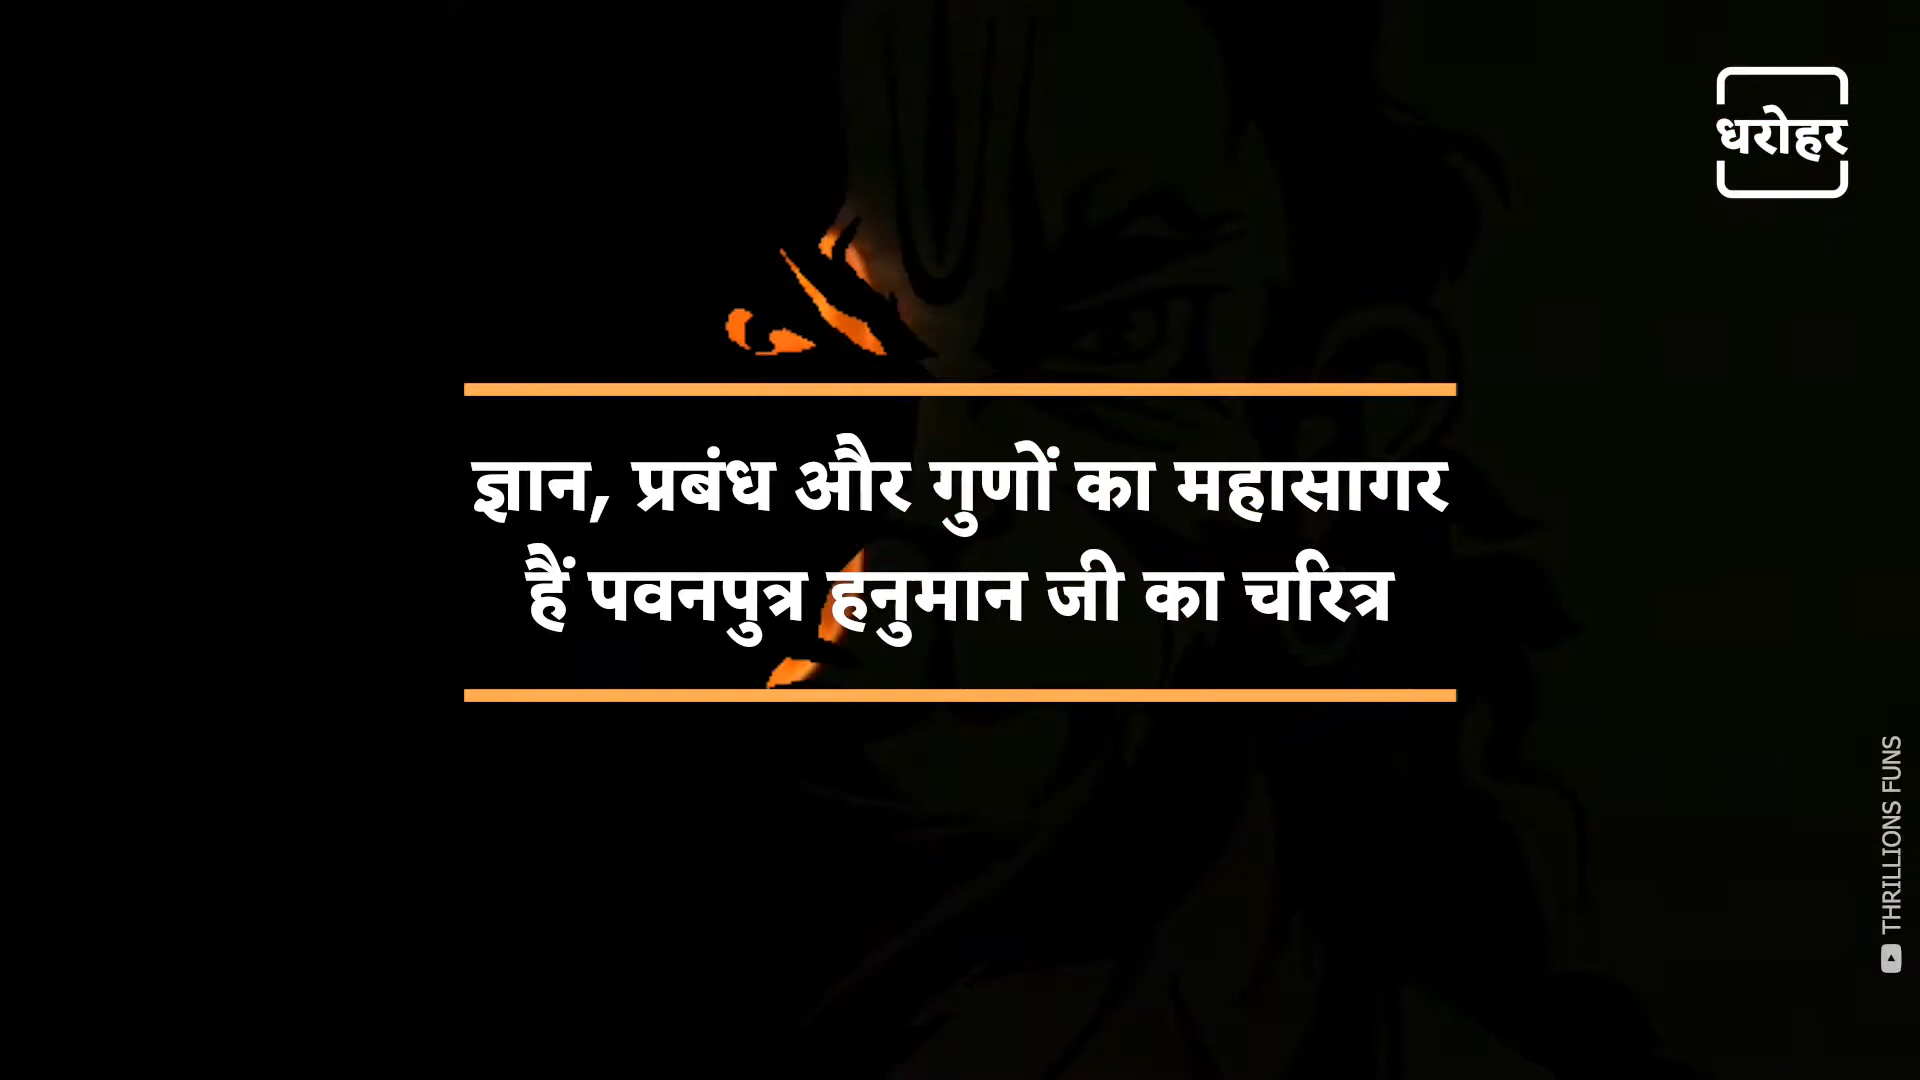 धरोहर
ज्ञान, प्रबंध और गुणों का महासागर
हैं पवनपुत्र हनुमान जी का चरित्र
THRILLIONS FUNS